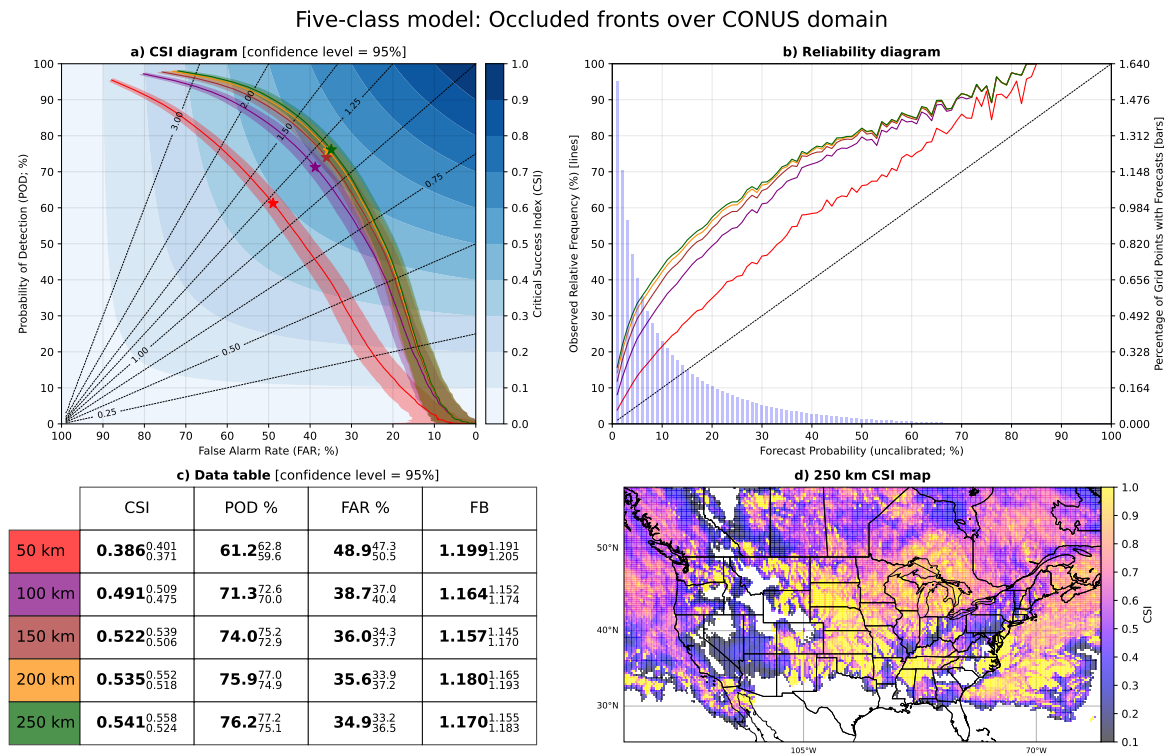 Five-class model: Occluded fronts over CONUS domain
a) CSI diagram [confidence level = 95%]
100
90
80
70
60
50
40
30
20
10
0
Probability of Detection (POD; %)
3.00
2.00
1.50
1.25
1.00
0.75
0.50
0.25
100 90 80 70 60 50 40 30 20 10 0
False Alarm Rate (FAR; %)
1.0
0.9
0.8
0.7
0.6
0.5
0.4
0.3
0.2
0.1
0.0
Critical Success Index (CSI)
b) Reliability diagram
100
90
80
70
60
50
40
30
20
10
0
Observed Relative Frequency (%) [lines]
0 10 20 30 40 50 60 70 80 90 100
Forecast Probability (uncalibrated; %)
1.640
1.476
1.312
1.148
0.984
0.820
0.656
0.492
0.328
0.164
0.000
Percentage of Grid Points with Forecasts [bars]
c) Data table [confidence level = 95%]
CSI POD % FAR % FB
50 km 0.386 0.401 0.371 61.2 62.8 59.6 48.9 47.3 50.5 1.199 1.191 1.205
100 km 0.491 0.509 0.475 71.3 72.6 70.0 38.7 37.0 40.4 1.164 1.152 1.174
150 km 0.522 0.539 0.506 74.0 75.2 72.9 36.0 34.3 37.7 1.157 1.145 1.170
200 km 0.535 0.552 0.518 75.9 77.0 74.9 35.6 33.9 37.2 1.180 1.165 1.193
250 km 0.541 0.558 0.524 76.2 77.2 75.1 34.9 33.2 36.5 1.170 1.155 1.183
d) 250 km CSI map
50°N
40°N
30°N
105°W 70°W
1.0
0.9
0.8
0.7
0.6
0.5
0.4
0.3
0.2
0.1
CSI